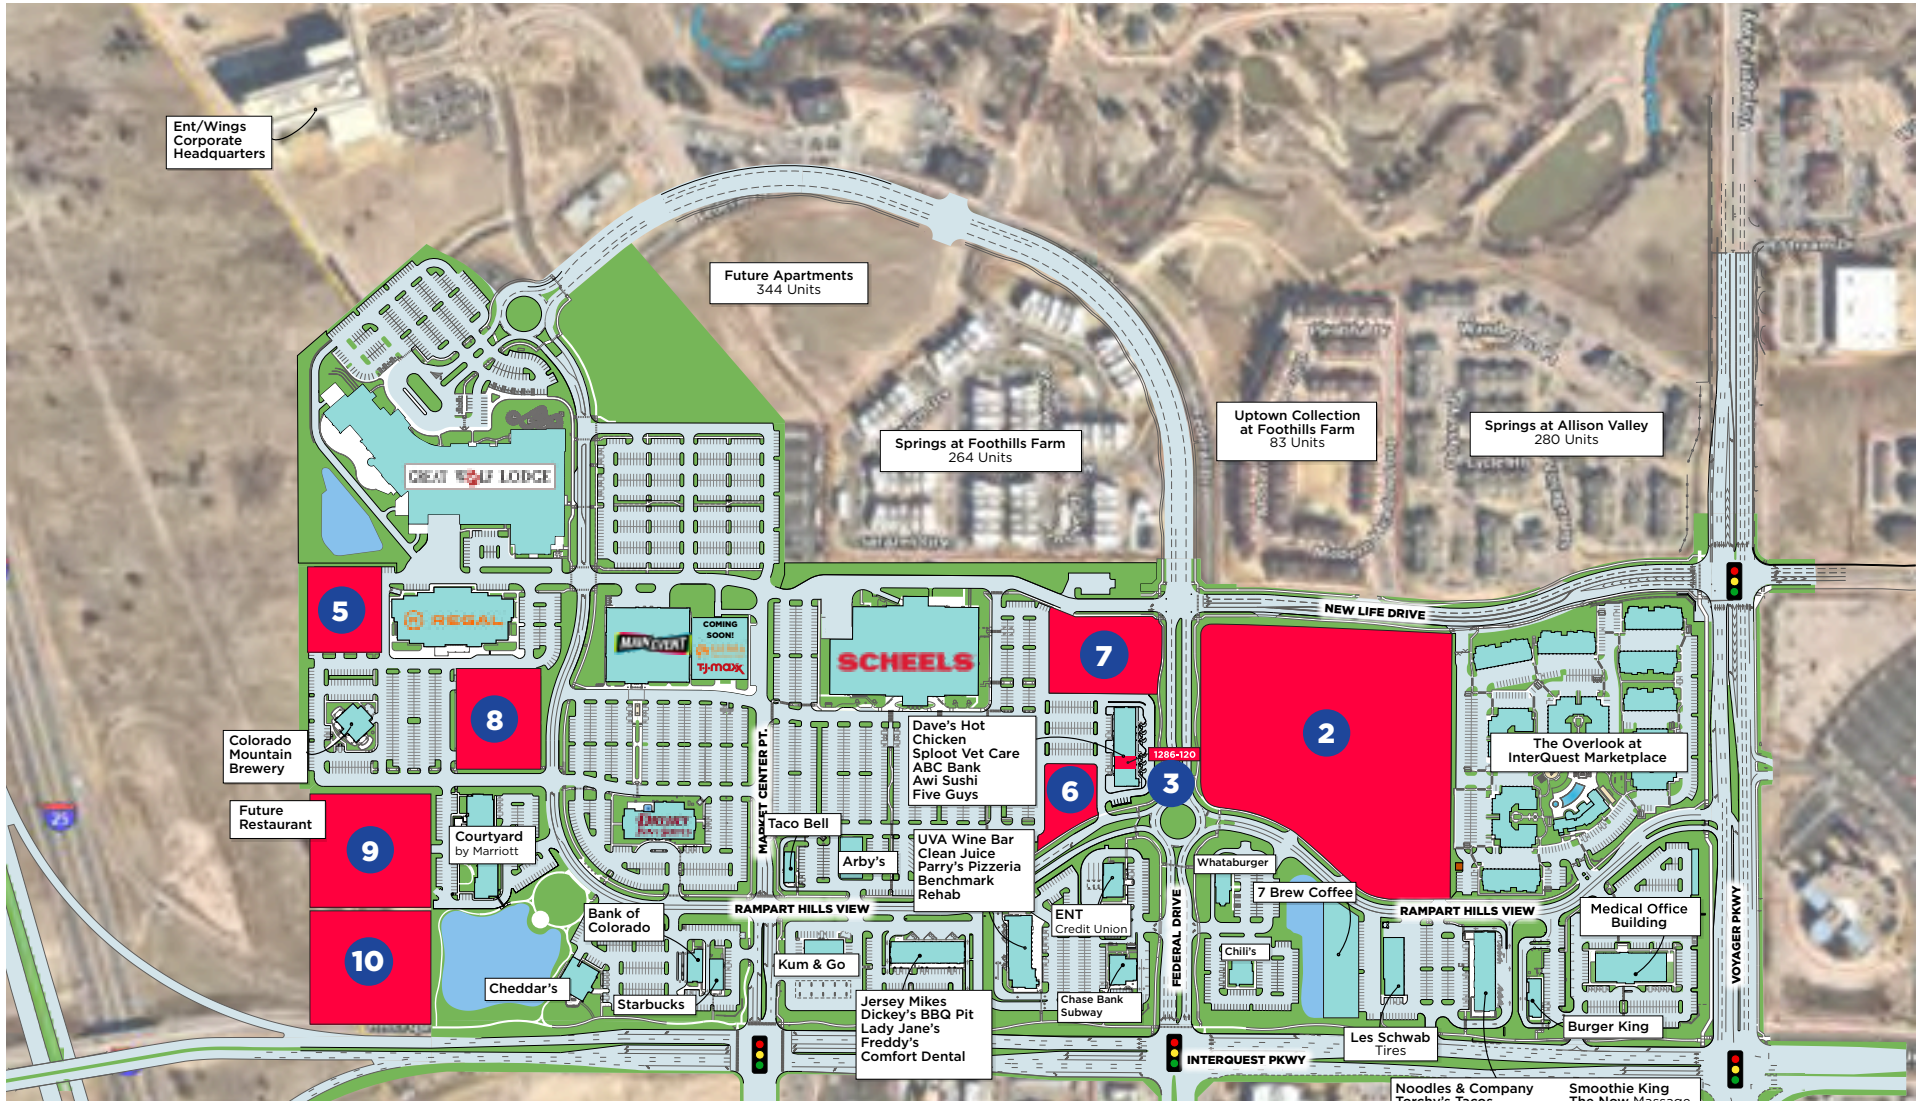 Voyager Pkwy
Ent/Wings
Corporate
Headquarters
Future Apartments
344 Units
Springs at Foothills Farm
264 Units
Uptown Collection
at Foothills Farm
83 Units
Springs at Allison Valley
280 Units
GREAT WOLF LODGE
5
REGAL
MAIN EVENT
COMING
SOON!
T.J.maxx
SCHEELS
7
NEW LIFE DRIVE
8
2
Colorado
Mountain
Brewery
MARKET CENTER PT.
Dave's Hot
Chicken
Sploot Vet Care
ABC Bank
Awi Sushi
Five Guys
1286-120
3
6
The Overlook at
InterQuest Marketplace
25
Future
Restaurant
9
Courtyard
by Marriott
Taco Bell
Arby's
UVA Wine Bar
Clean Juice
Parry's Pizzeria
Benchmark
Rehab
Whataburger
7 Brew Coffee
RAMPART HILLS VIEW
RAMPART HILLS VIEW
Bank of
Colorado
ENT
Credit Union
FEDERAL DRIVE
Medical Office
Building
VOYAGER PKWY
10
Cheddar's
Starbucks
Kum & Go
Chili's
Jersey Mikes
Dickey's BBQ Pit
Lady Jane's
Freddy's
Comfort Dental
Chase Bank
Subway
Les Schwab
Tires
Burger King
INTERQUEST PKWY
Noodles & Company
Torchy's Tacos
Smoothie King
The Now Massage